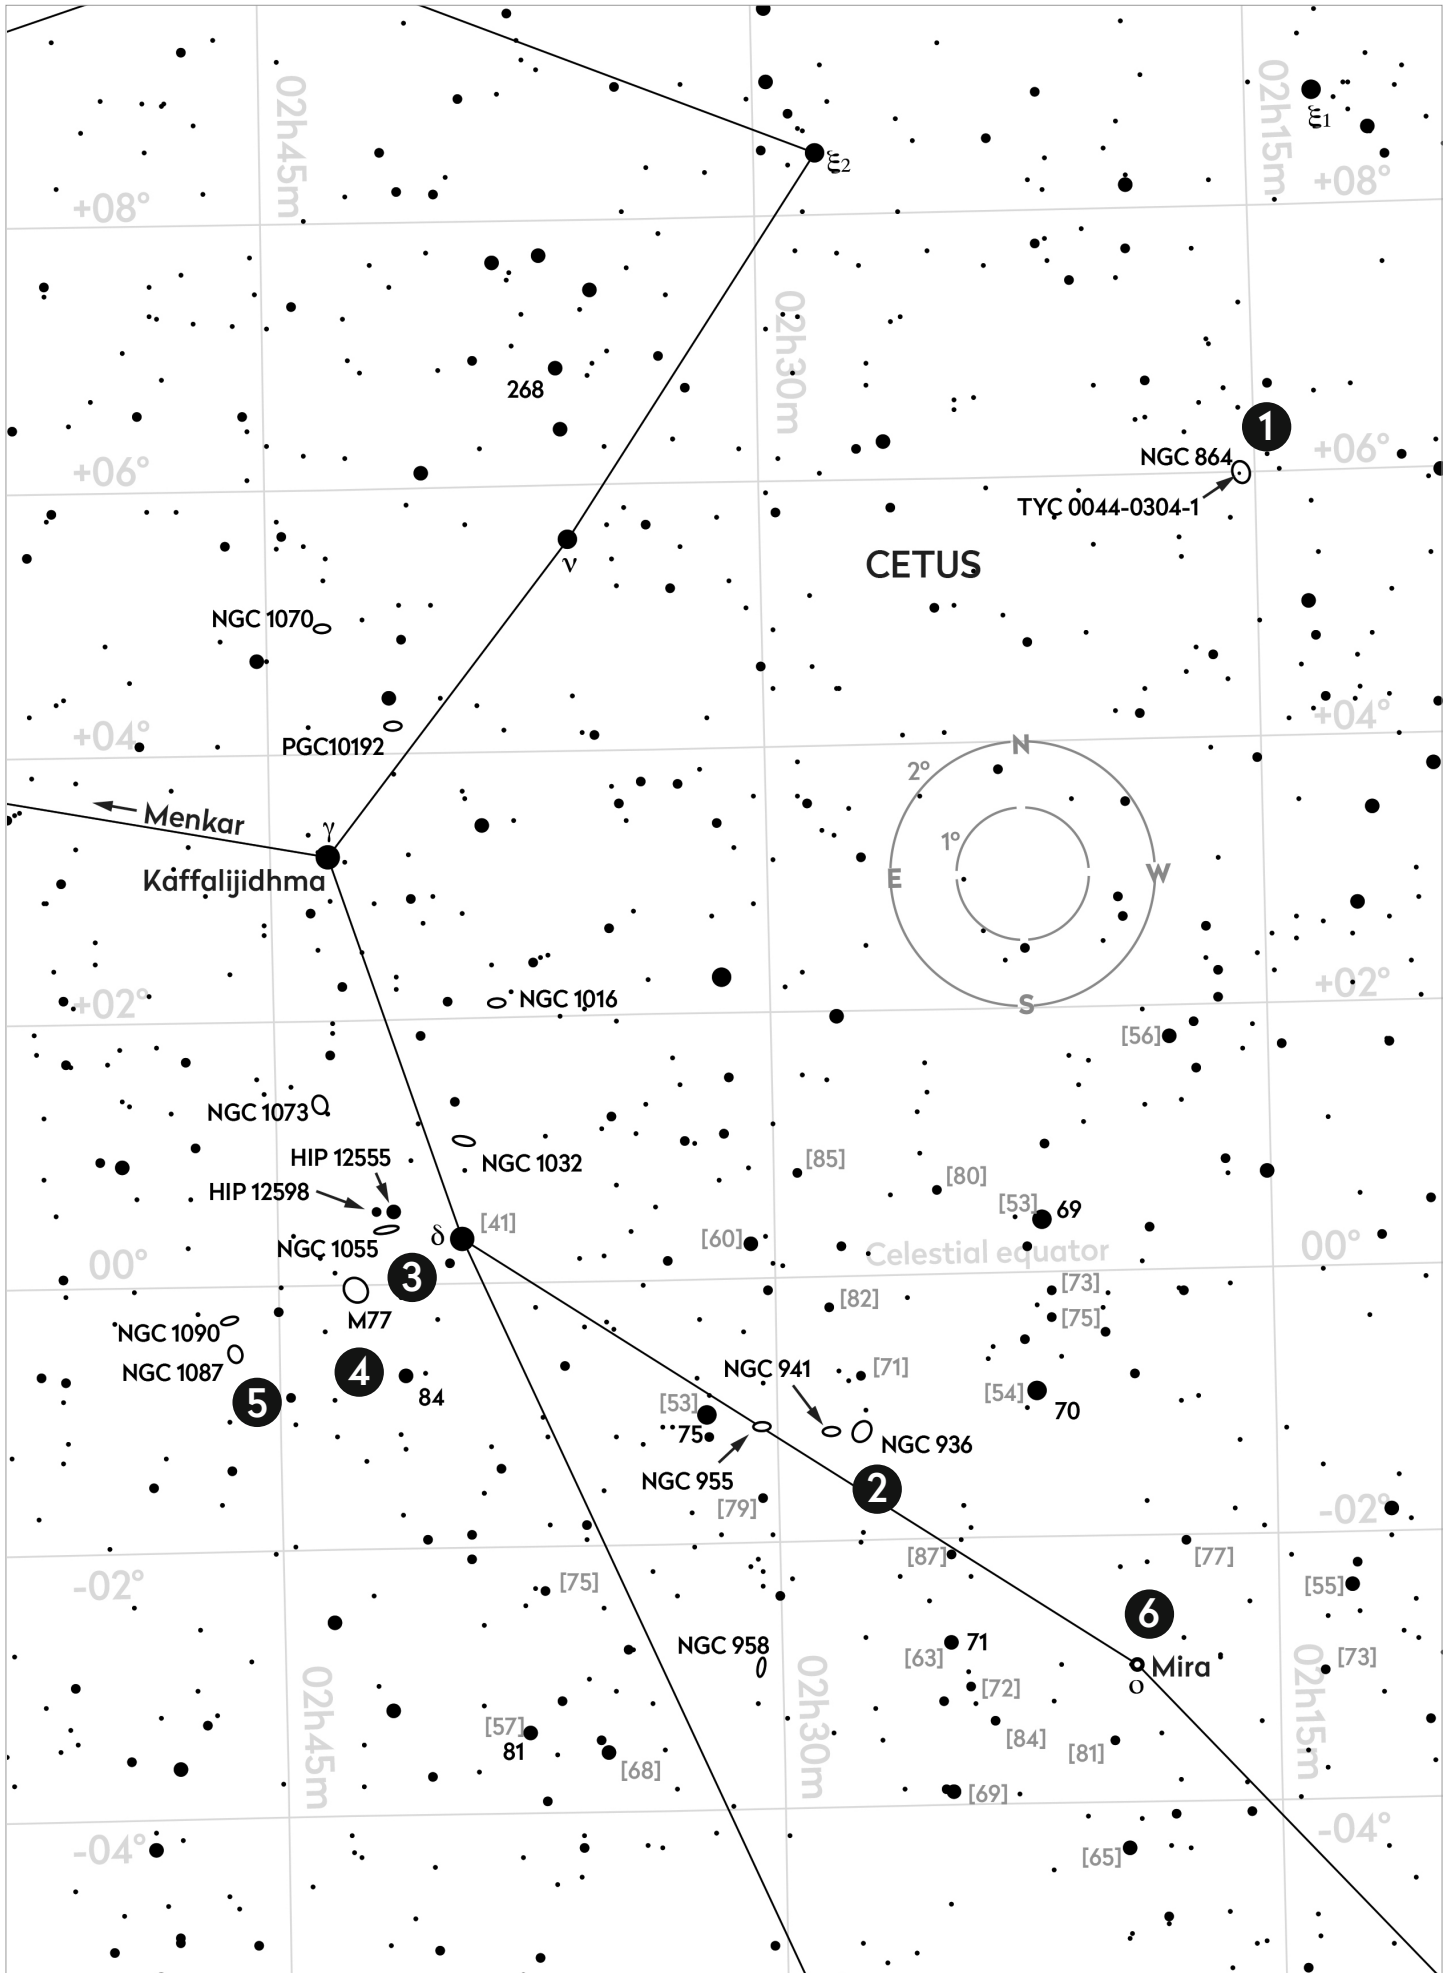 02h45m
02h15m
ξ1
ξ2
+08°
+08°
02h30m
268
1
+06°
+06°
NGC 864
TYC 0044-0304-1
ν
CETUS
NGC 1070
+04°
+04°
PGC10192
N
2°
Menkar
γ
1°
Kaffalijidhma
E
W
+02°
+02°
NGC 1016
S
[56]
NGC 1073
HIP 12555
NGC 1032
[85]
[80]
HIP 12598
[53]
69
δ
[41]
[60]
NGC 1055
Celestial equator
00°
00°
3
[73]
[82]
M77
[75]
NGC 1090
NGC 1087
4
NGC 941
[71]
5
84
[54]
70
[53]
75
NGC 936
NGC 955
2
[79]
-02°
-02°
[87]
[77]
[75]
[55]
6
NGC 958
71
[63]
Mira
ο
[73]
02h45m
02h30m
02h15m
[72]
[57]
81
[84]
[81]
[68]
[69]
-04°
-04°
[65]